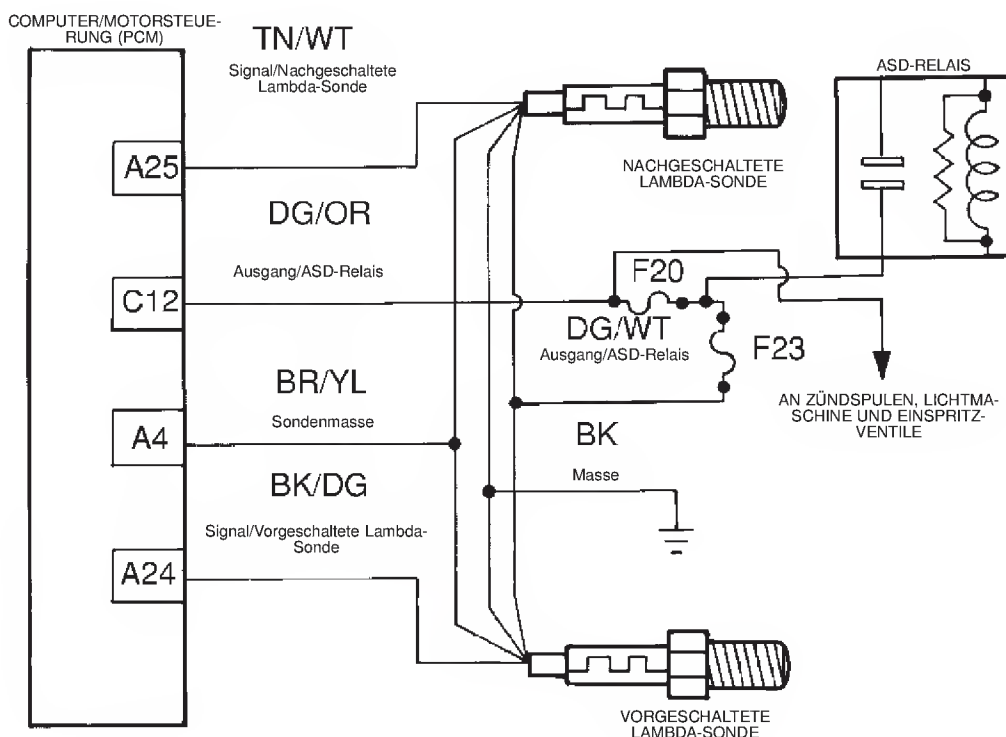 COMPUTER/MOTORSTEUE-
RUNG (PCM)
TN/WT
Signal/Nachgeschaltete
Lambda-Sonde
A25
NACHGESCHALTETE
LAMBDA-SONDE
ASD-RELAIS
DG/OR
Ausgang/ASD-Relais
C12
F20
DG/WT
Ausgang/ASD-Relais
F23
AN ZÜNDSPULEN, LICHTMA-
SCHINE UND EINSPRITZ-
VENTILE
BR/YL
Sondenmasse
A4
BK
Masse
BK/DG
Signal/Vorgeschaltete Lambda-
Sonde
A24
VORGESCHALTETE
LAMBDA-SONDE